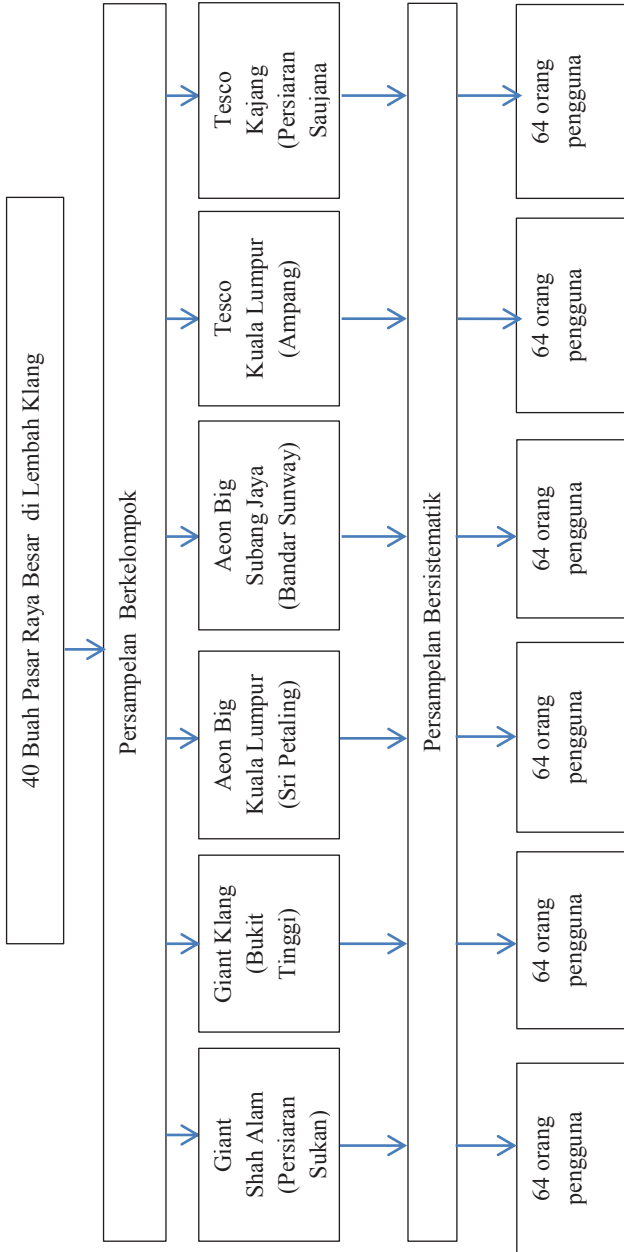 40 Buah Pasar Raya Besar di Lembah Klang
Persampelan Berkelompok
Giant
Shah Alam
(Persiaran
Sukan)
Giant Klang
(Bukit
Tinggi)
Aeon Big
Kuala Lumpur
(Sri Petaling)
Aeon Big
Subang Jaya
(Bandar Sunway)
Tesco
Kuala Lumpur
(Ampang)
Tesco
Kajang
(Persiaran
Saujana
Persampelan Bersistematik
64 orang
pengguna
64 orang
pengguna
64 orang
pengguna
64 orang
pengguna
64 orang
pengguna
64 orang
pengguna